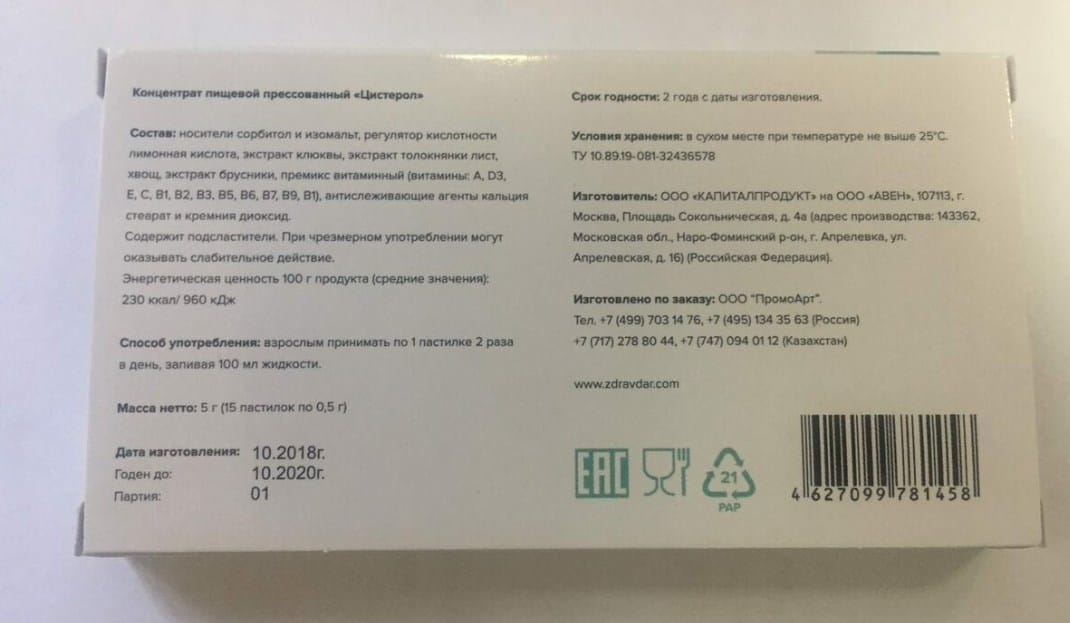 Концентрат пищевой прессованный «Цистерол»
Состав: носители сорбитол и изомальт, регулятор кислотности
лимонная кислота, экстракт клюквы, экстракт толокнянки лист,
хвощ, экстракт брусники, премикс витаминный (витамины: A, D3,
E, C, B1, B2, B3, B5, B6, B7, B9, B1), антислеживающие агенты кальция
стеарат и кремния диоксид.
Содержит подсластители. При чрезмерном употреблении могут
оказывать слабительное действие.
Энергетическая ценность 100 г продукта (средние значения):
230 ккал/ 960 кДж
Способ употребления: взрослым принимать по 1 пастилке 2 раза
в день, запивая 100 мл жидкости.
Масса нетто: 5 г (15 пастилок по 0,5 г)
Дата изготовления: 10.2018г.
Годен до: 10.2020г.
Партия: 01
Срок годности: 2 года с даты изготовления.
Условия хранения: в сухом месте при температуре не выше 25°C.
ТУ 10.89.19-081-32436578
Изготовитель: ООО «КАПИТАЛПРОДУКТ» на ООО «АВЕН», 107113, г.
Москва, Площадь Сокольническая, д. 4а (адрес производства: 143362,
Московская обл., Наро-Фоминский р-он, г. Апрелевка, ул.
Апрелевская, д. 16) (Российская Федерация).
Изготовлено по заказу: ООО "ПромоАрт".
Тел. +7 (499) 703 14 76, +7 (495) 134 35 63 (Россия)
+7 (717) 278 80 44, +7 (747) 094 01 12 (Казахстан)
www.zdravdar.com
EAC
21
PAP
4 627099 781458